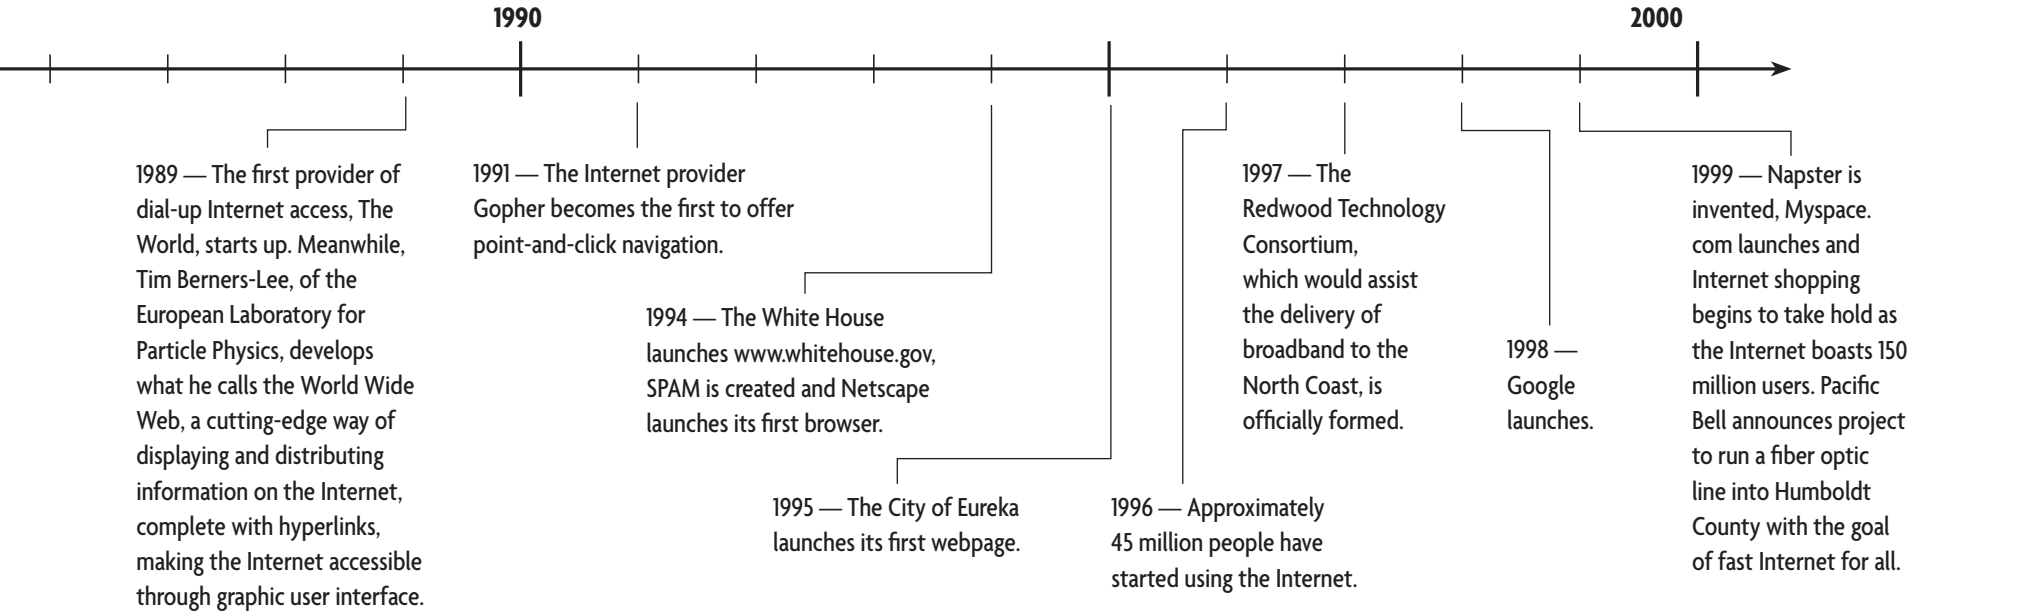 1990
2000
1989 — The first provider of
dial-up Internet access, The
World, starts up. Meanwhile,
Tim Berners-Lee, of the
European Laboratory for
Particle Physics, develops
what he calls the World Wide
Web, a cutting-edge way of
displaying and distributing
information on the Internet,
complete with hyperlinks,
making the Internet accessible
through graphic user interface.
1991 — The Internet provider
Gopher becomes the first to offer
point-and-click navigation.
1994 — The White House
launches www.whitehouse.gov,
SPAM is created and Netscape
launches its first browser.
1995 — The City of Eureka
launches its first webpage.
1996 — Approximately
45 million people have
started using the Internet.
1997 — The
Redwood Technology
Consortium,
which would assist
the delivery of
broadband to the
North Coast, is
officially formed.
1998 —
Google
launches.
1999 — Napster is
invented, Myspace.
com launches and
Internet shopping
begins to take hold as
the Internet boasts 150
million users. Pacific
Bell announces project
to run a fiber optic
line into Humboldt
County with the goal
of fast Internet for all.